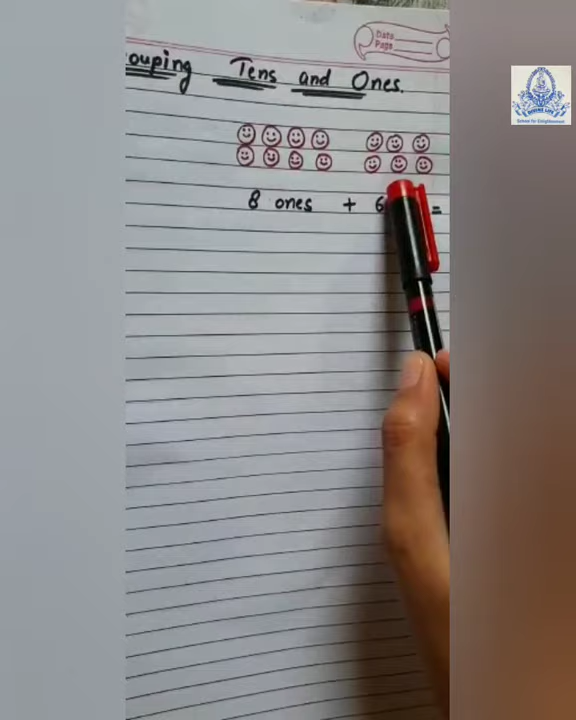 Date
Page
ouping Tens and Ones.
8 ones + 6 =